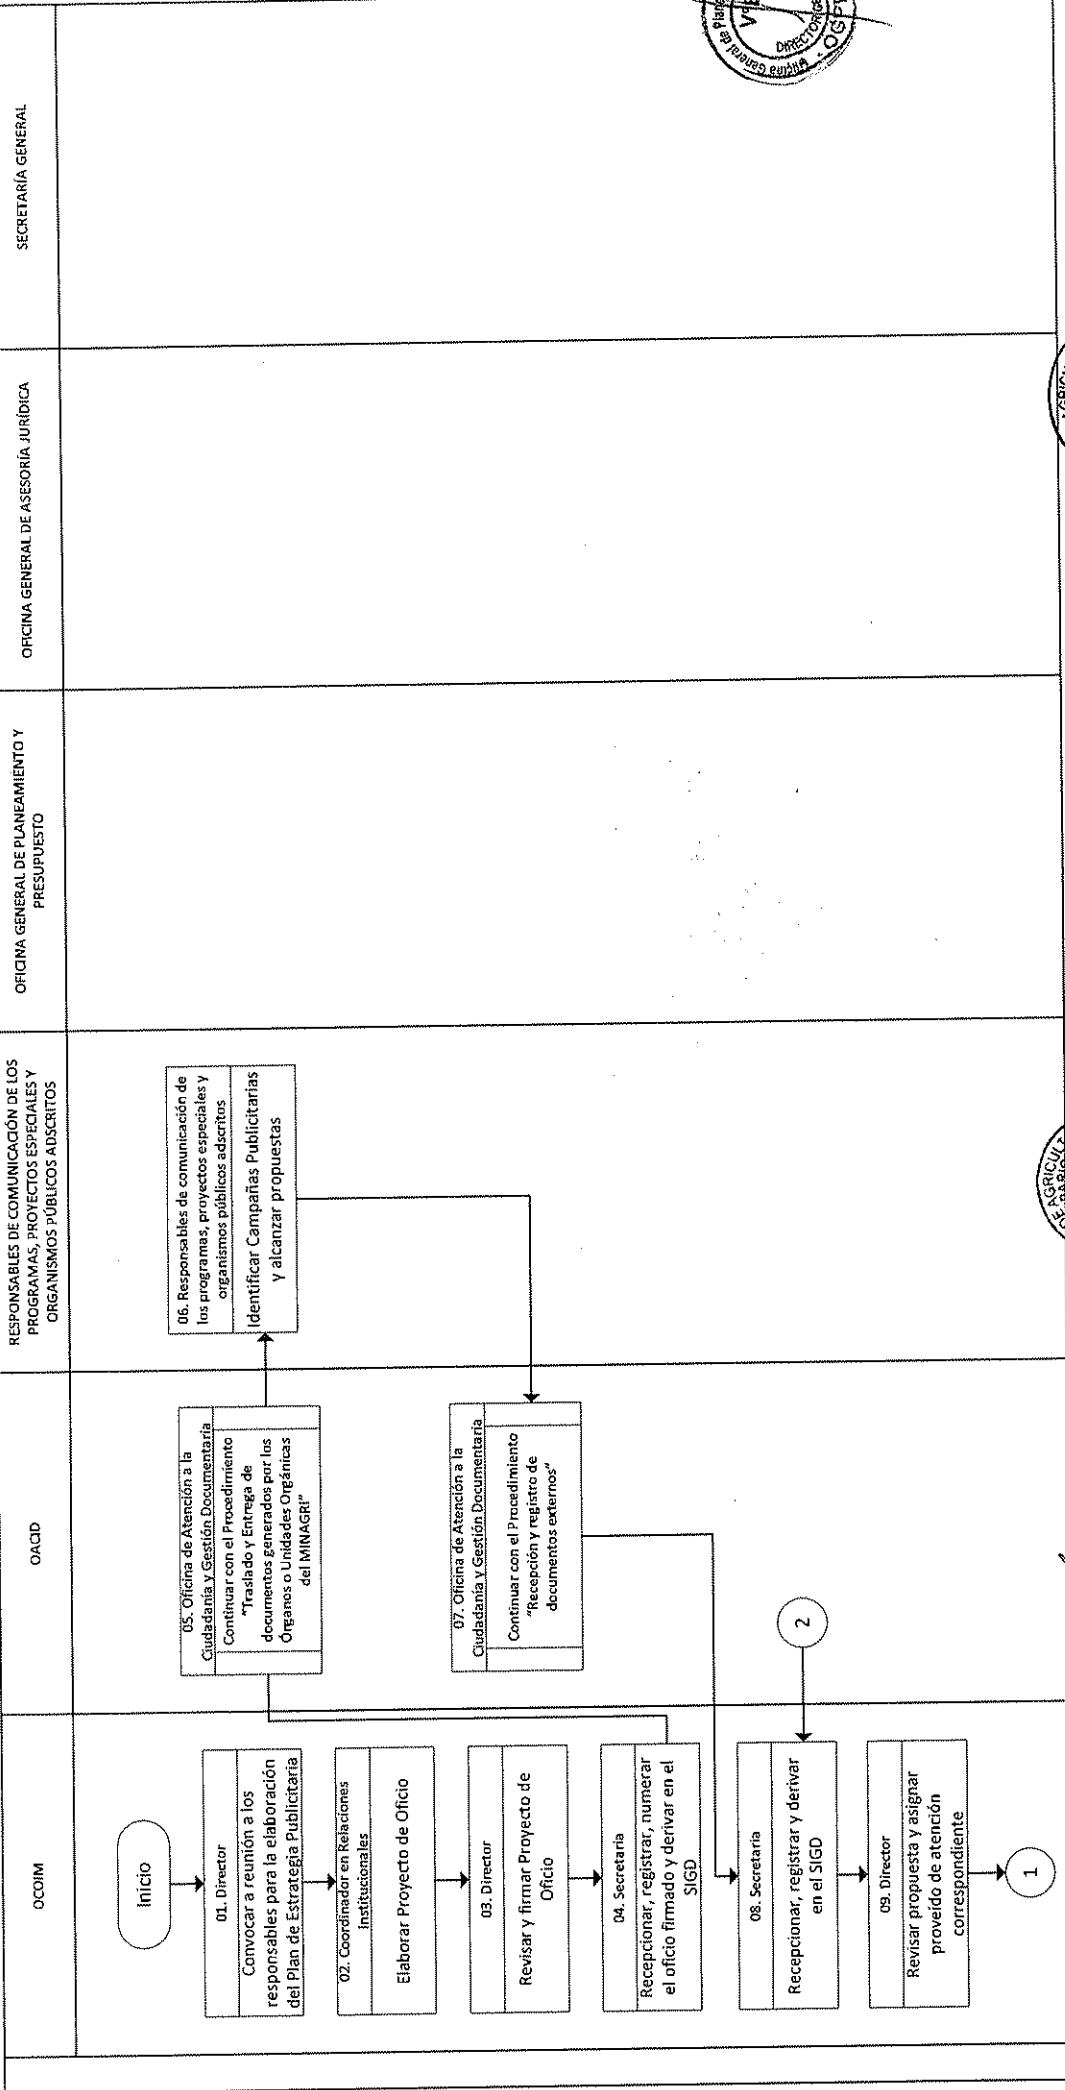 OCOIM
OACID
RESPONSABLES DE COMUNICACIÓN DE LOS
PROGRAMAS, PROYECTOS ESPECIALES Y
ORGANISMOS PÚBLICOS ADSCRITOS
OFICINA GENERAL DE PLANEAMIENTO Y
PRESUPUESTO
OFICINA GENERAL DE ASESORÍA JURÍDICA
SECRETARÍA GENERAL
Inicio
01. Director
Convocar a reunión a los
responsables para la elaboración
del Plan de Estrategia Publicitaria
02. Coordinador en Relaciones
Institucionales
Elaborar Proyecto de Oficio
03. Director
Revisar y firmar Proyecto de
Oficio
04. Secretaria
Recepcionar, registrar, numerar
el oficio firmado y derivar en el
SIGD
05. Oficina de Atención a la
Ciudadanía y Gestión Documentaria
Continuar con el Procedimiento
"Traslado y Entrega de
documentos generados por los
Órganos o Unidades Orgánicas
del MINAGRI"
06. Responsables de comunicación de
los programas, proyectos especiales y
organismos públicos adscritos
Identificar Campañas Publicitarias
y alcanzar propuestas
07. Oficina de Atención a la
Ciudadanía y Gestión Documentaria
Continuar con el Procedimiento
"Recepción y registro de
documentos externos"
2
08. Secretaria
Recepcionar, registrar y derivar
en el SIGD
09. Director
Revisar propuesta y asignar
proveído de atención
correspondiente
1
Oficina General de
V°B
DIRECTOR